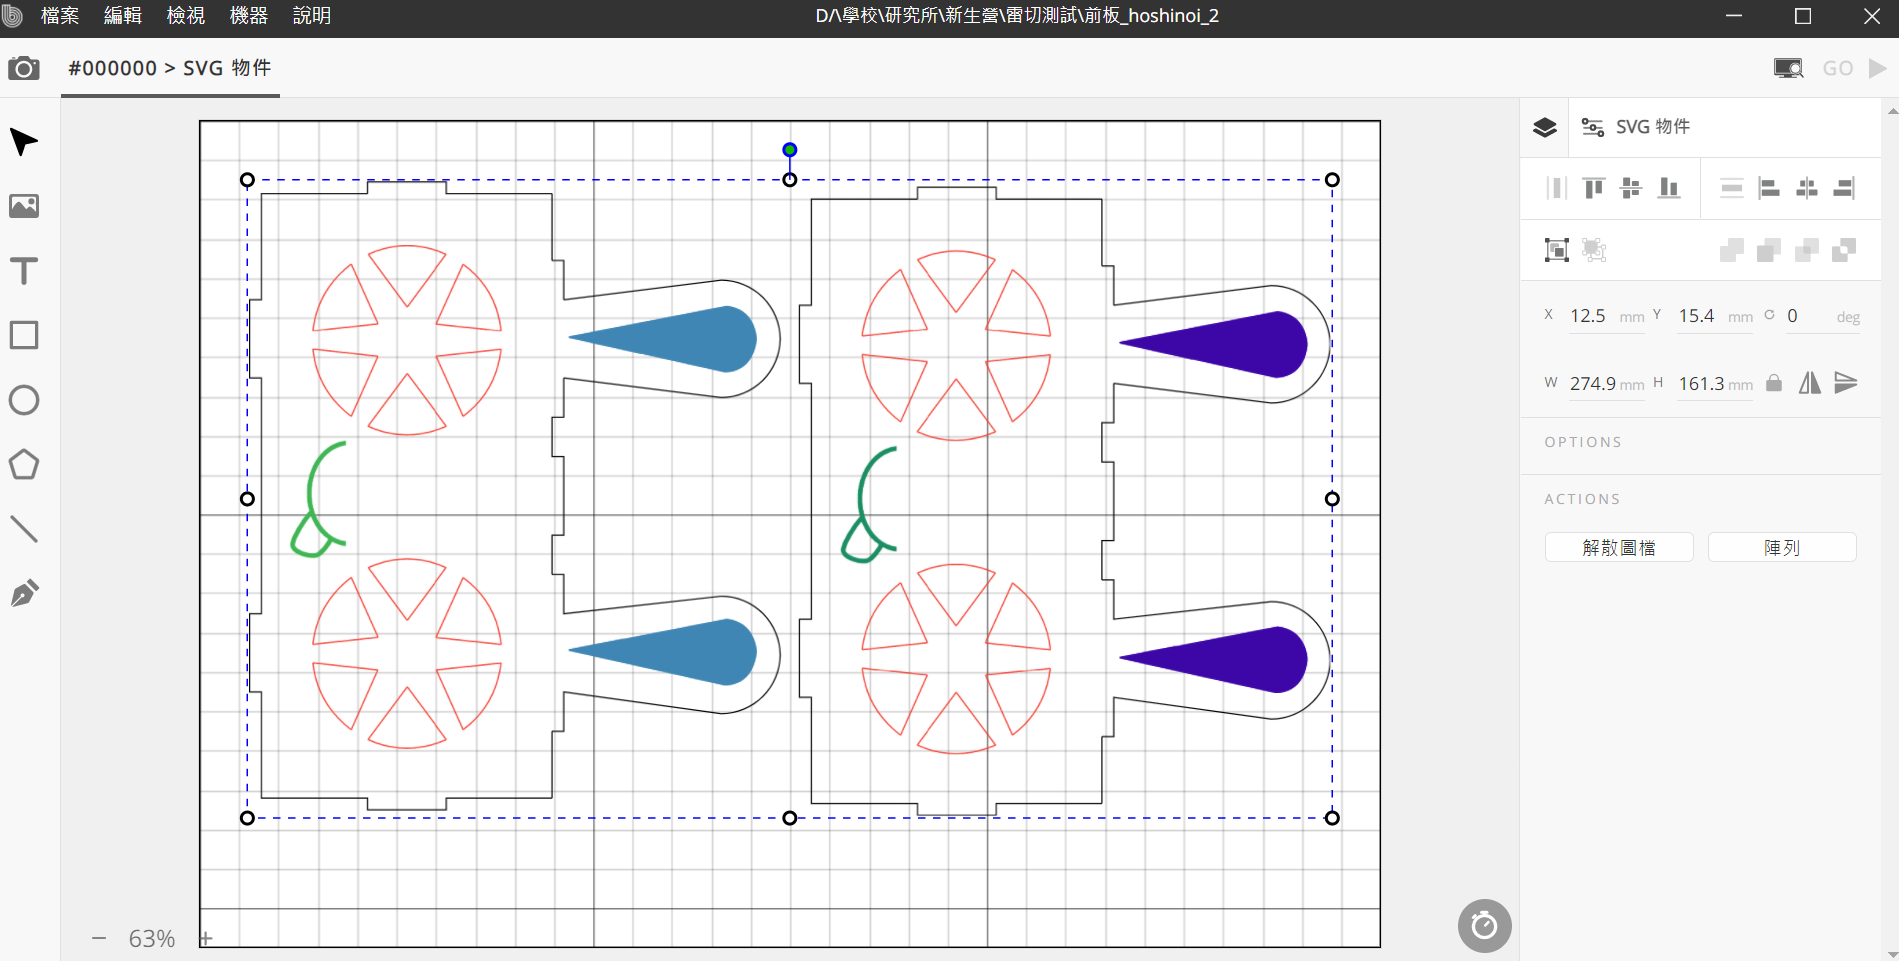 檔案 編輯 檢視 機器 說明
D/\學校\研究所\新生營\雷切測試\前板_hoshinoi_2
#000000 > SVG 物件
GO
SVG 物件
X 12.5 mm Y 15.4 mm 0 deg
W 274.9 mm H 161.3 mm
OPTIONS
ACTIONS
解散圖檔 陣列
63%